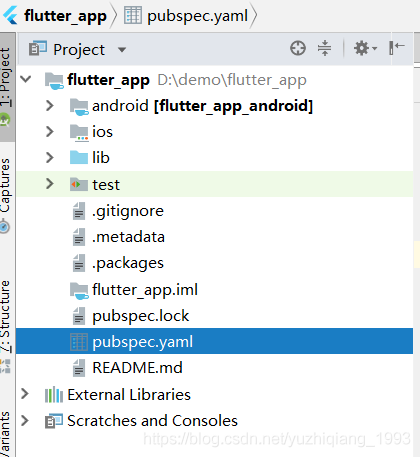 flutter_app pubspec.yaml
Project
flutter_app D:\demo\flutter_app
android [flutter_app_android]
ios
lib
test
.gitignore
.metadata
.packages
flutter_app.iml
pubspec.lock
pubspec.yaml
README.md
External Libraries
Scratches and Consoles
1: Project
Captures
7: Structure
https://blog.csdn.net/yuzhiqiang_1993